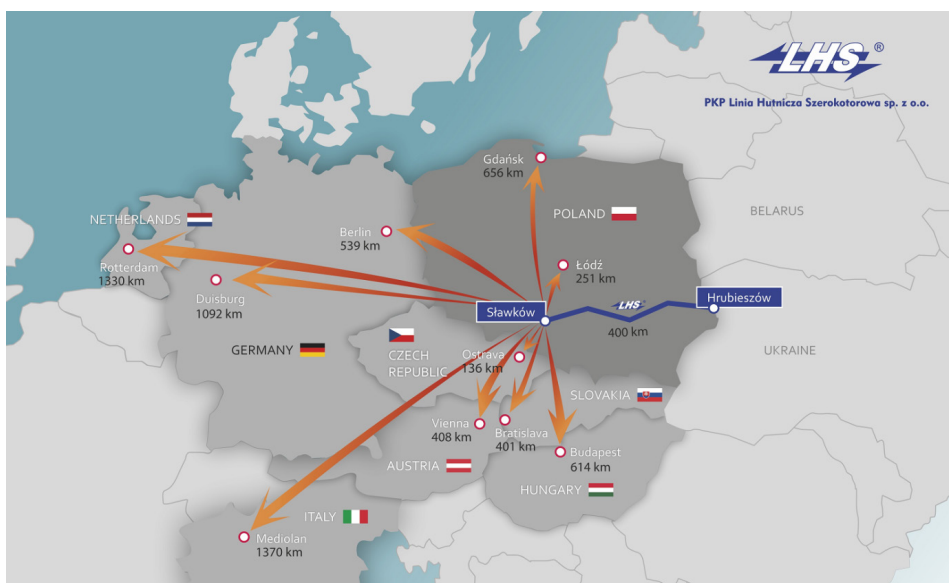 LHS®
PKP Linia Hutnicza Szerokotorowa sp. z o.o.
Gdańsk
656 km
POLAND
BELARUS
NETHERLANDS
Berlin
539 km
Rotterdam
1330 km
Łódź
251 km
Duisburg
1092 km
Sławków
LHS
Hrubieszów
400 km
GERMANY
CZECH
REPUBLIC
Ostrava
136 km
UKRAINE
SLOVAKIA
Vienna
408 km
Bratislava
401 km
Budapest
614 km
AUSTRIA
HUNGARY
ITALY
Mediolan
1370 km